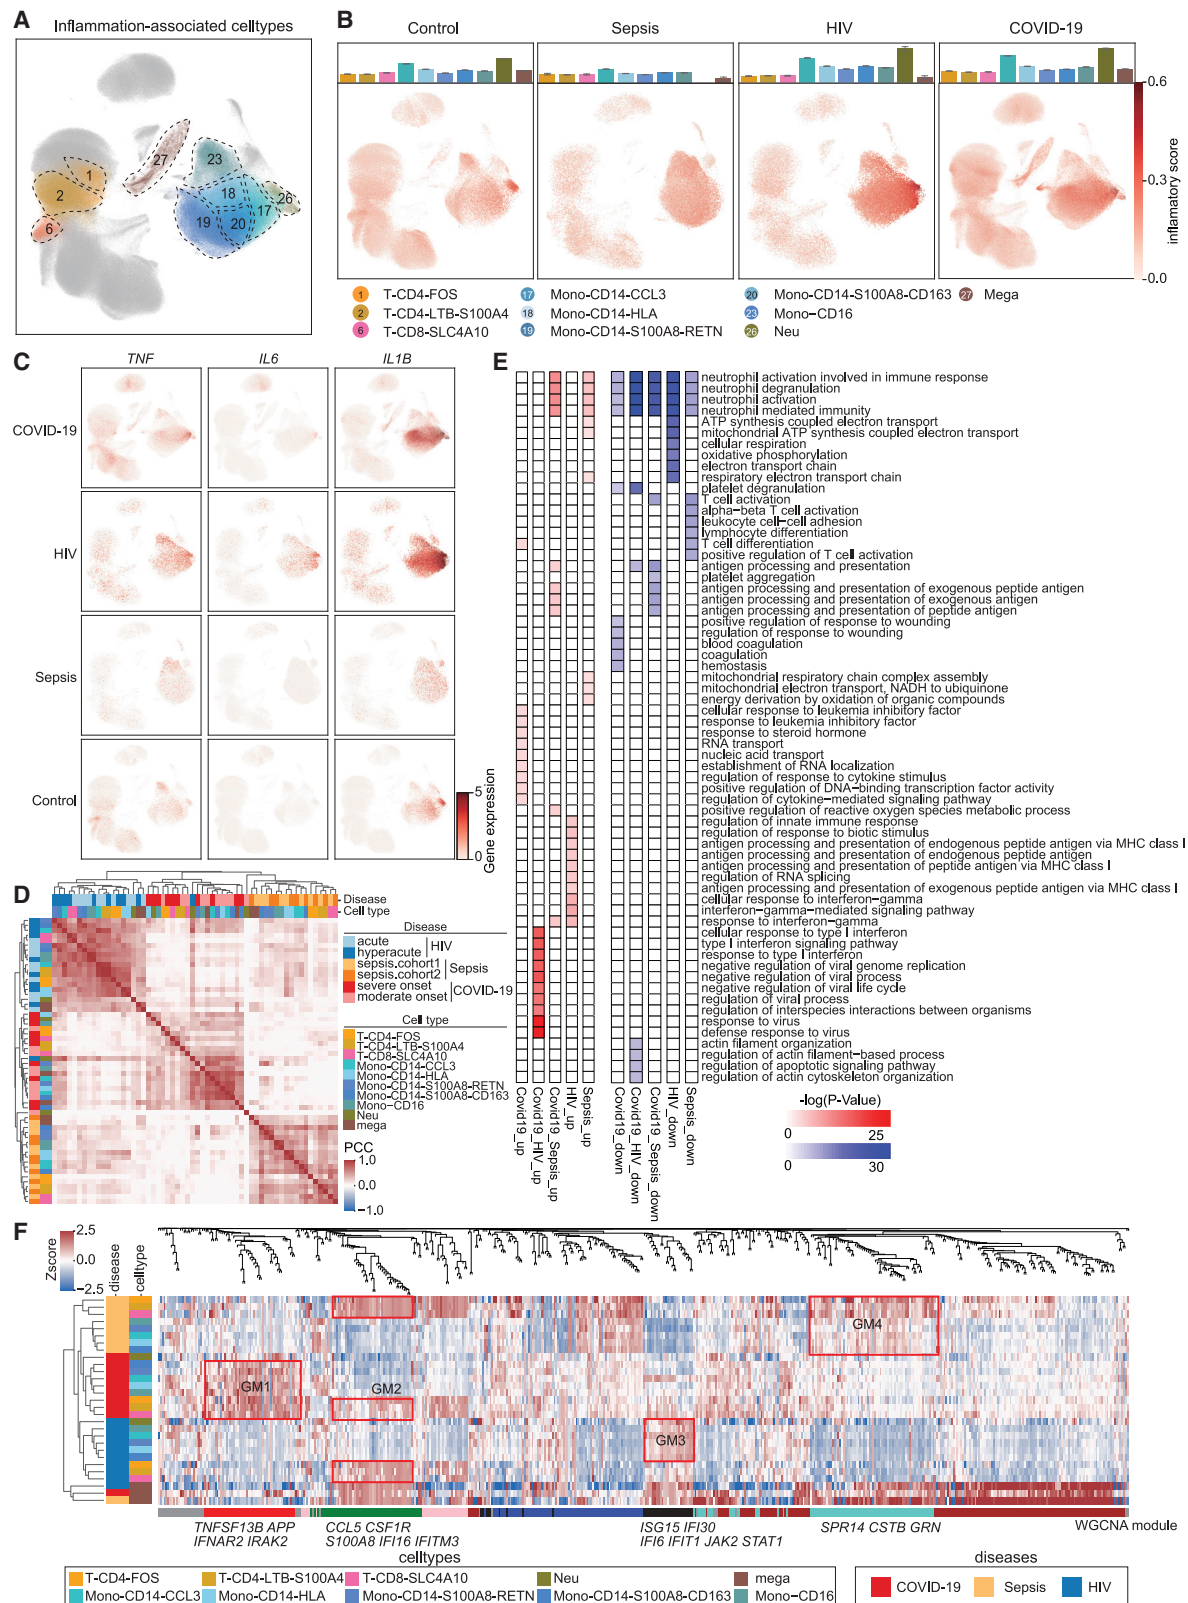 A
Inflammation-associated celltypes
1
2
6
27
23
18
19
20
17
26
B
Control
Sepsis
HIV
COVID-19
0.6
0.3
0.0
inflamatory score
1 T-CD4-FOS
2 T-CD4-LTB-S100A4
6 T-CD8-SLC4A10
17 Mono-CD14-CCL3
18 Mono-CD14-HLA
19 Mono-CD14-S100A8-RETN
20 Mono-CD14-S100A8-CD163
23 Mono−CD16
26 Neu
27 Mega
C
TNF
IL6
IL1B
COVID-19
HIV
Sepsis
Control
5
0
Gene expression
D
Disease
Cell type
Disease
acute
hyperacute
HIV
sepsis.cohort1
sepsis.cohort2
Sepsis
severe onset
moderate onset
COVID-19
Cell type
T-CD4-FOS
T-CD4-LTB-S100A4
T-CD8-SLC4A10
Mono-CD14-CCL3
Mono-CD14-HLA
Mono-CD14-S100A8-RETN
Mono-CD14-S100A8-CD163
Mono−CD16
Neu
mega
PCC
1.0
0.0
−1.0
E
neutrophil activation involved in immune response
neutrophil degranulation
neutrophil activation
neutrophil mediated immunity
ATP synthesis coupled electron transport
mitochondrial ATP synthesis coupled electron transport
cellular respiration
oxidative phosphorylation
electron transport chain
respiratory electron transport chain
platelet degranulation
T cell activation
alpha−beta T cell activation
leukocyte cell−cell adhesion
lymphocyte differentiation
T cell differentiation
positive regulation of T cell activation
antigen processing and presentation
platelet aggregation
antigen processing and presentation of exogenous peptide antigen
antigen processing and presentation of exogenous antigen
antigen processing and presentation of peptide antigen
positive regulation of response to wounding
regulation of response to wounding
blood coagulation
coagulation
hemostasis
mitochondrial respiratory chain complex assembly
mitochondrial electron transport, NADH to ubiquinone
energy derivation by oxidation of organic compounds
cellular response to leukemia inhibitory factor
response to leukemia inhibitory factor
response to steroid hormone
RNA transport
nucleic acid transport
establishment of RNA localization
regulation of response to cytokine stimulus
positive regulation of DNA−binding transcription factor activity
regulation of cytokine−mediated signaling pathway
positive regulation of reactive oxygen species metabolic process
regulation of innate immune response
regulation of response to biotic stimulus
antigen processing and presentation of endogenous peptide antigen via MHC class I
antigen processing and presentation of endogenous peptide antigen
antigen processing and presentation of peptide antigen via MHC class I
regulation of RNA splicing
antigen processing and presentation of exogenous peptide antigen via MHC class I
cellular response to interferon−gamma
interferon−gamma−mediated signaling pathway
response to interferon−gamma
cellular response to type I interferon
type I interferon signaling pathway
response to type I interferon
negative regulation of viral genome replication
negative regulation of viral process
negative regulation of viral life cycle
regulation of viral process
regulation of interspecies interactions between organisms
response to virus
defense response to virus
actin filament organization
regulation of actin filament−based process
regulation of apoptotic signaling pathway
regulation of actin cytoskeleton organization
Covid19_up
Covid19_HIV_up
Covid19_Sepsis_up
HIV_up
Sepsis_up
Covid19_down
Covid19_HIV_down
Covid19_Sepsis_down
HIV_down
Sepsis_down
-log(P-Value)
0
25
0
30
F
Zscore
2.5
0.0
−2.5
disease
celltype
GM1
GM2
GM3
GM4
TNFSF13B APP
IFNAR2 IRAK2
CCL5 CSF1R
S100A8 IFI16 IFITM3
ISG15 IFI30
IFI6 IFIT1 JAK2 STAT1
SPR14 CSTB GRN
WGCNA module
celltypes
T-CD4-FOS
T-CD4-LTB-S100A4
T-CD8-SLC4A10
Neu
mega
Mono-CD14-CCL3
Mono-CD14-HLA
Mono-CD14-S100A8-RETN
Mono-CD14-S100A8-CD163
Mono−CD16
diseases
COVID-19
Sepsis
HIV